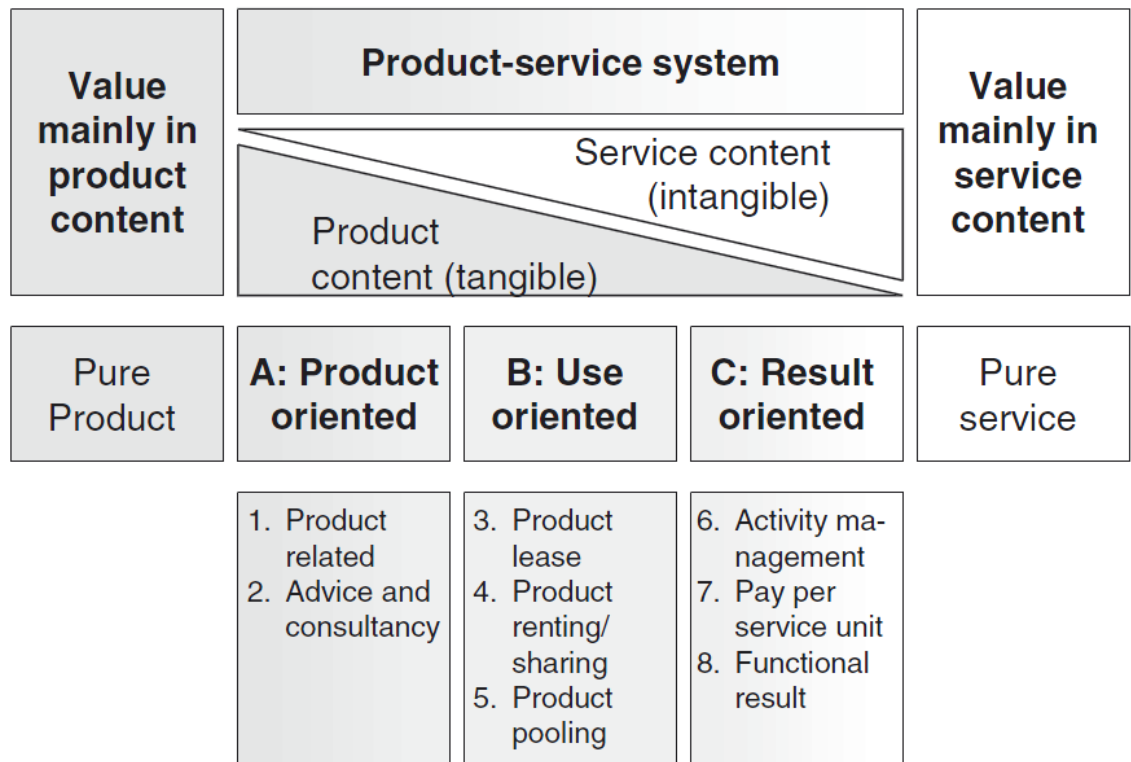 Value
mainly in
product
content
Product-service system
Service content
(intangible)
Product
content (tangible)
Value
mainly in
service
content
Pure
Product
A: Product
oriented
B: Use
oriented
C: Result
oriented
Pure
service
1. Product
related
2. Advice and
consultancy
3. Product
lease
4. Product
renting/
sharing
5. Product
pooling
6. Activity ma-
nagement
7. Pay per
service unit
8. Functional
result